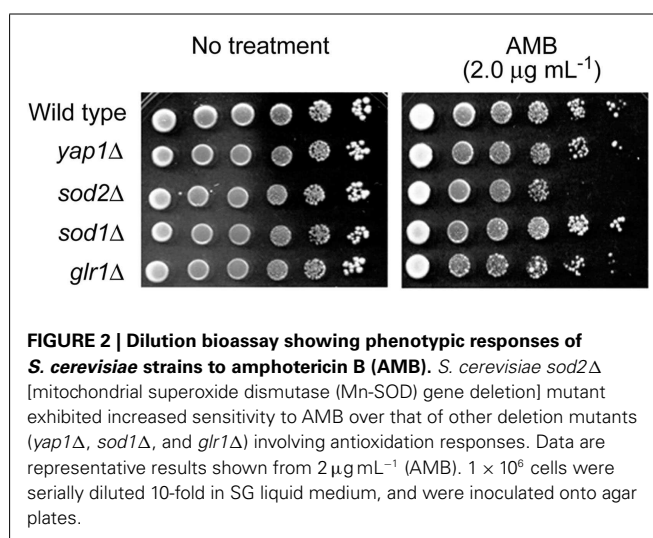 No treatment
AMB
(2.0 µg mL⁻¹)
Wild type
yap1Δ
sod2Δ
sod1Δ
glr1Δ
FIGURE 2 | Dilution bioassay showing phenotypic responses of
S. cerevisiae strains to amphotericin B (AMB). S. cerevisiae sod2Δ
[mitochondrial superoxide dismutase (Mn-SOD) gene deletion] mutant
exhibited increased sensitivity to AMB over that of other deletion mutants
(yap1Δ, sod1Δ, and glr1Δ) involving antioxidation responses. Data are
representative results shown from 2 µg mL⁻¹ (AMB). 1 × 10⁶ cells were
serially diluted 10-fold in SG liquid medium, and were inoculated onto agar
plates.